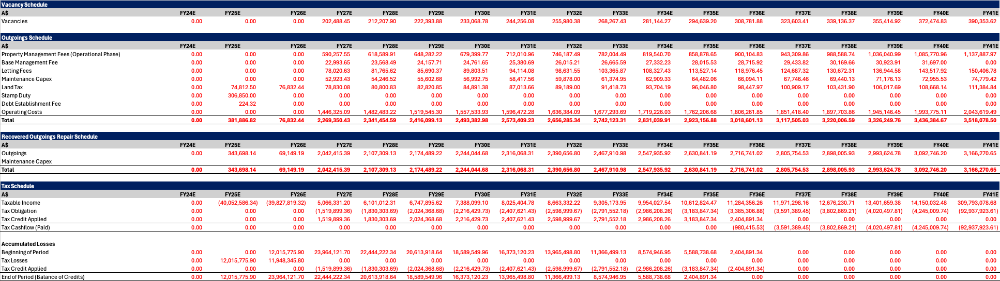 Vacancy Schedule
A$ FY24E FY25E FY26E FY27E FY28E FY29E FY30E FY31E FY32E FY33E FY34E FY35E FY36E FY37E FY38E FY39E FY40E FY41E
Vacancies 0.00 0.00 0.00 202,488.45 212,207.90 222,393.88 233,068.78 244,256.08 255,980.38 268,267.43 281,144.27 294,639.20 308,781.88 323,603.41 339,136.37 355,414.92 372,474.83 390,353.62
Outgoings Schedule
A$ FY24E FY25E FY26E FY27E FY28E FY29E FY30E FY31E FY32E FY33E FY34E FY35E FY36E FY37E FY38E FY39E FY40E FY41E
Property Management Fees (Operational Phase) 0.00 0.00 0.00 590,257.55 618,589.91 648,282.22 679,399.77 712,010.96 746,187.49 782,004.49 819,540.70 858,878.65 900,104.83 943,309.86 988,588.74 1,036,040.99 1,085,770.96 1,137,887.97
Base Management Fee 0.00 0.00 0.00 22,993.65 23,568.49 24,157.71 24,761.65 25,380.69 26,015.21 26,665.59 27,332.23 28,015.53 28,715.92 29,433.82 30,169.66 30,923.91 31,697.00 0.00
Letting Fees 0.00 0.00 0.00 78,020.63 81,765.62 85,690.37 89,803.51 94,114.08 98,631.55 103,365.87 108,327.43 113,527.14 118,976.45 124,687.32 130,672.31 136,944.58 143,517.92 150,406.78
Maintenance Capex 0.00 0.00 0.00 52,923.43 54,246.52 55,602.68 56,992.75 58,417.56 59,878.00 61,374.95 62,909.33 64,482.06 66,094.11 67,746.46 69,440.13 71,176.13 72,955.53 74,779.42
Land Tax 0.00 74,812.50 76,832.44 78,830.08 80,800.83 82,820.85 84,891.38 87,013.66 89,189.00 91,418.73 93,704.19 96,046.80 98,447.97 100,909.17 103,431.90 106,017.69 108,668.14 111,384.84
Stamp Duty 0.00 306,850.00 0.00 0.00 0.00 0.00 0.00 0.00 0.00 0.00 0.00 0.00 0.00 0.00 0.00 0.00 0.00 0.00
Debt Establishment Fee 0.00 224.32 0.00 0.00 0.00 0.00 0.00 0.00 0.00 0.00 0.00 0.00 0.00 0.00 0.00 0.00 0.00 0.00
Operating Costs 0.00 0.00 0.00 1,446,325.09 1,482,483.22 1,519,545.30 1,557,533.93 1,596,472.28 1,636,384.09 1,677,293.69 1,719,226.03 1,762,206.68 1,806,261.85 1,851,418.40 1,897,703.86 1,945,146.45 1,993,775.11 2,043,619.49
Total 0.00 381,886.82 76,832.44 2,269,350.43 2,341,454.59 2,416,099.13 2,493,382.98 2,573,409.23 2,656,285.34 2,742,123.31 2,831,039.91 2,923,156.88 3,018,601.13 3,117,505.03 3,220,006.59 3,326,249.76 3,436,384.67 3,518,078.50
Recovered Outgoings Repair Schedule
A$ FY24E FY25E FY26E FY27E FY28E FY29E FY30E FY31E FY32E FY33E FY34E FY35E FY36E FY37E FY38E FY39E FY40E FY41E
Outgoings 0.00 343,698.14 69,149.19 2,042,415.39 2,107,309.13 2,174,489.22 2,244,044.68 2,316,068.31 2,390,656.80 2,467,910.98 2,547,935.92 2,630,841.19 2,716,741.02 2,805,754.53 2,898,005.93 2,993,624.78 3,092,746.20 3,166,270.65
Maintenance Capex
Total 0.00 343,698.14 69,149.19 2,042,415.39 2,107,309.13 2,174,489.22 2,244,044.68 2,316,068.31 2,390,656.80 2,467,910.98 2,547,935.92 2,630,841.19 2,716,741.02 2,805,754.53 2,898,005.93 2,993,624.78 3,092,746.20 3,166,270.65
Tax Schedule
A$ FY24E FY25E FY26E FY27E FY28E FY29E FY30E FY31E FY32E FY33E FY34E FY35E FY36E FY37E FY38E FY39E FY40E FY41E
Taxable Income 0.00 (40,052,586.34) (39,827,819.32) 5,066,331.20 6,101,012.31 6,747,895.62 7,388,099.10 8,025,404.78 8,663,332.22 9,305,173.95 9,954,027.54 10,612,824.47 11,284,356.26 11,971,298.16 12,676,230.71 13,401,659.38 14,150,032.48 309,793,078.68
Tax Obligation 0.00 0.00 0.00 (1,519,899.36) (1,830,303.69) (2,024,368.68) (2,216,429.73) (2,407,621.43) (2,598,999.67) (2,791,552.18) (2,986,208.26) (3,183,847.34) (3,385,306.88) (3,591,389.45) (3,802,869.21) (4,020,497.81) (4,245,009.74) (92,937,923.61)
Tax Credit Applied 0.00 0.00 0.00 1,519,899.36 1,830,303.69 2,024,368.68 2,216,429.73 2,407,621.43 2,598,999.67 2,791,552.18 2,986,208.26 3,183,847.34 2,404,891.34 0.00 0.00 0.00 0.00 0.00
Tax Cashflow (Paid) 0.00 0.00 0.00 0.00 0.00 0.00 0.00 0.00 0.00 0.00 0.00 0.00 (980,415.53) (3,591,389.45) (3,802,869.21) (4,020,497.81) (4,245,009.74) (92,937,923.61)
Accumulated Losses
Beginning of Period 0.00 0.00 12,015,775.90 23,964,121.70 22,444,222.34 20,613,918.64 18,589,549.96 16,373,120.23 13,965,498.80 11,366,499.13 8,574,946.95 5,588,738.68 2,404,891.34 0.00 0.00 0.00 0.00 0.00
Tax Losses 0.00 12,015,775.90 11,948,345.80 0.00 0.00 0.00 0.00 0.00 0.00 0.00 0.00 0.00 0.00 0.00 0.00 0.00 0.00 0.00
Tax Credit Applied 0.00 0.00 0.00 (1,519,899.36) (1,830,303.69) (2,024,368.68) (2,216,429.73) (2,407,621.43) (2,598,999.67) (2,791,552.18) (2,986,208.26) (3,183,847.34) (2,404,891.34) 0.00 0.00 0.00 0.00 0.00
End of Period (Balance of Credits) 0.00 12,015,775.90 23,964,121.70 22,444,222.34 20,613,918.64 18,589,549.96 16,373,120.23 13,965,498.80 11,366,499.13 8,574,946.95 5,588,738.68 2,404,891.34 0.00 0.00 0.00 0.00 0.00 0.00